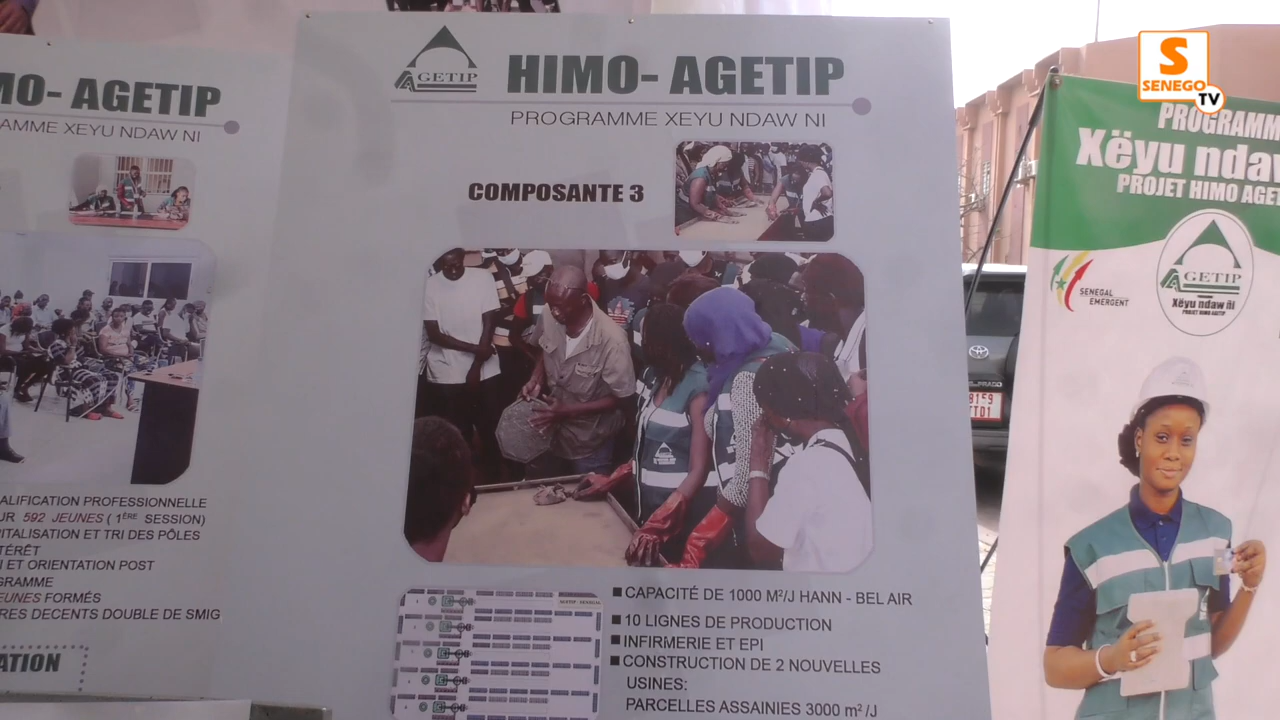 MO- AGETIP
AMME XEYU NDAW NI
ALIFICATION PROFESSIONNELLE
UR 592 JEUNES ( 1ÈRE SESSION)
PITALISATION ET TRI DES PÔLES
TÉRÊT
I ET ORIENTATION POST
GRAMME
EUNES FORMÉS
RES DECENTS DOUBLE DE SMIG
ATION
AGETIP
HIMO- AGETIP
PROGRAMME XEYU NDAW NI
COMPOSANTE 3
CAPACITÉ DE 1000 M²/J HANN - BEL AIR
10 LIGNES DE PRODUCTION
INFIRMERIE ET EPI
CONSTRUCTION DE 2 NOUVELLES
USINES:
PARCELLES ASSAINIES 3000 m² /J
S
SENEGO
TV
PROGRAMM
Xëyu ndaw
PROJET HIMO AGET
SENEGAL
EMERGENT
AGETIP
Xëyu ndaw ñi
PROJET HIMO AGETIP
PRADO